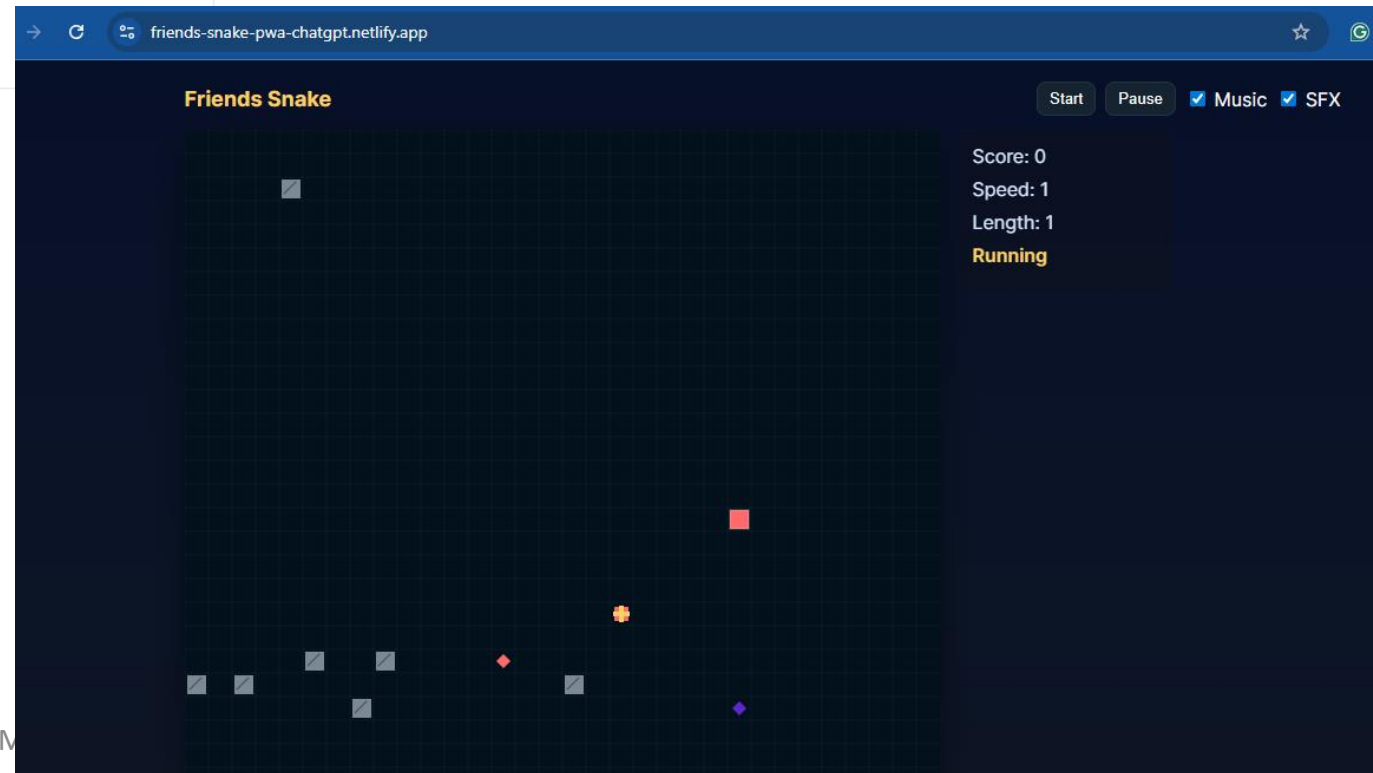 friends-snake-pwa-chatgpt.netlify.app
Friends Snake
Start Pause Music SFX
Score: 0
Speed: 1
Length: 1
Running
M